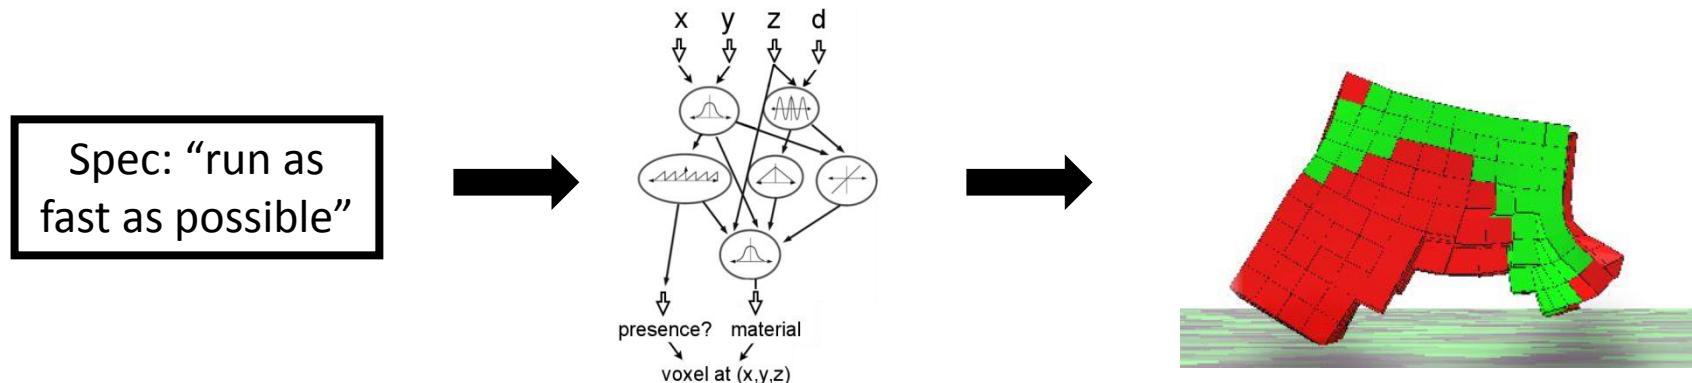 x y z d
Spec: “run as
fast as possible”
presence? material
voxel at (x,y,z)